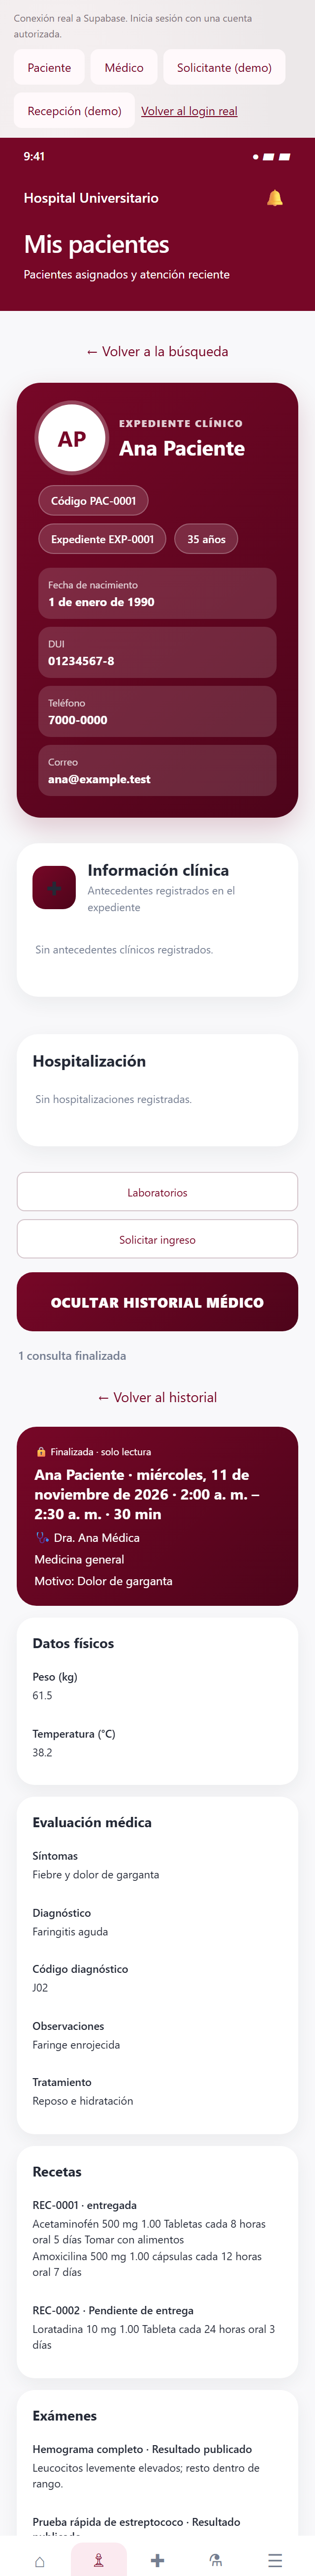 Conexión real a Supabase. Inicia sesión con una cuenta
autorizada.
Paciente
Médico
Solicitante (demo)
Recepción (demo)
Volver al login real
9:41
Hospital Universitario
Mis pacientes
Pacientes asignados y atención reciente
← Volver a la búsqueda
AP
EXPEDIENTE CLÍNICO
Ana Paciente
Código PAC-0001
Expediente EXP-0001
35 años
Fecha de nacimiento
1 de enero de 1990
DUI
01234567-8
Teléfono
7000-0000
Correo
ana@example.test
Información clínica
Antecedentes registrados en el
expediente
Sin antecedentes clínicos registrados.
Hospitalización
Sin hospitalizaciones registradas.
Laboratorios
Solicitar ingreso
OCULTAR HISTORIAL MÉDICO
1 consulta finalizada
← Volver al historial
Finalizada · solo lectura
Ana Paciente · miércoles, 11 de
noviembre de 2026 · 2:00 a. m. –
2:30 a. m. · 30 min
Dra. Ana Médica
Medicina general
Motivo: Dolor de garganta
Datos físicos
Peso (kg)
61.5
Temperatura (°C)
38.2
Evaluación médica
Síntomas
Fiebre y dolor de garganta
Diagnóstico
Faringitis aguda
Código diagnóstico
J02
Observaciones
Faringe enrojecida
Tratamiento
Reposo e hidratación
Recetas
REC-0001 · entregada
Acetaminofén 500 mg 1.00 Tabletas cada 8 horas
oral 5 días Tomar con alimentos
Amoxicilina 500 mg 1.00 cápsulas cada 12 horas
oral 7 días
REC-0002 · Pendiente de entrega
Loratadina 10 mg 1.00 Tableta cada 24 horas oral 3
días
Exámenes
Hemograma completo · Resultado publicado
Leucocitos levemente elevados; resto dentro de
rango.
Prueba rápida de estreptococo · Resultado